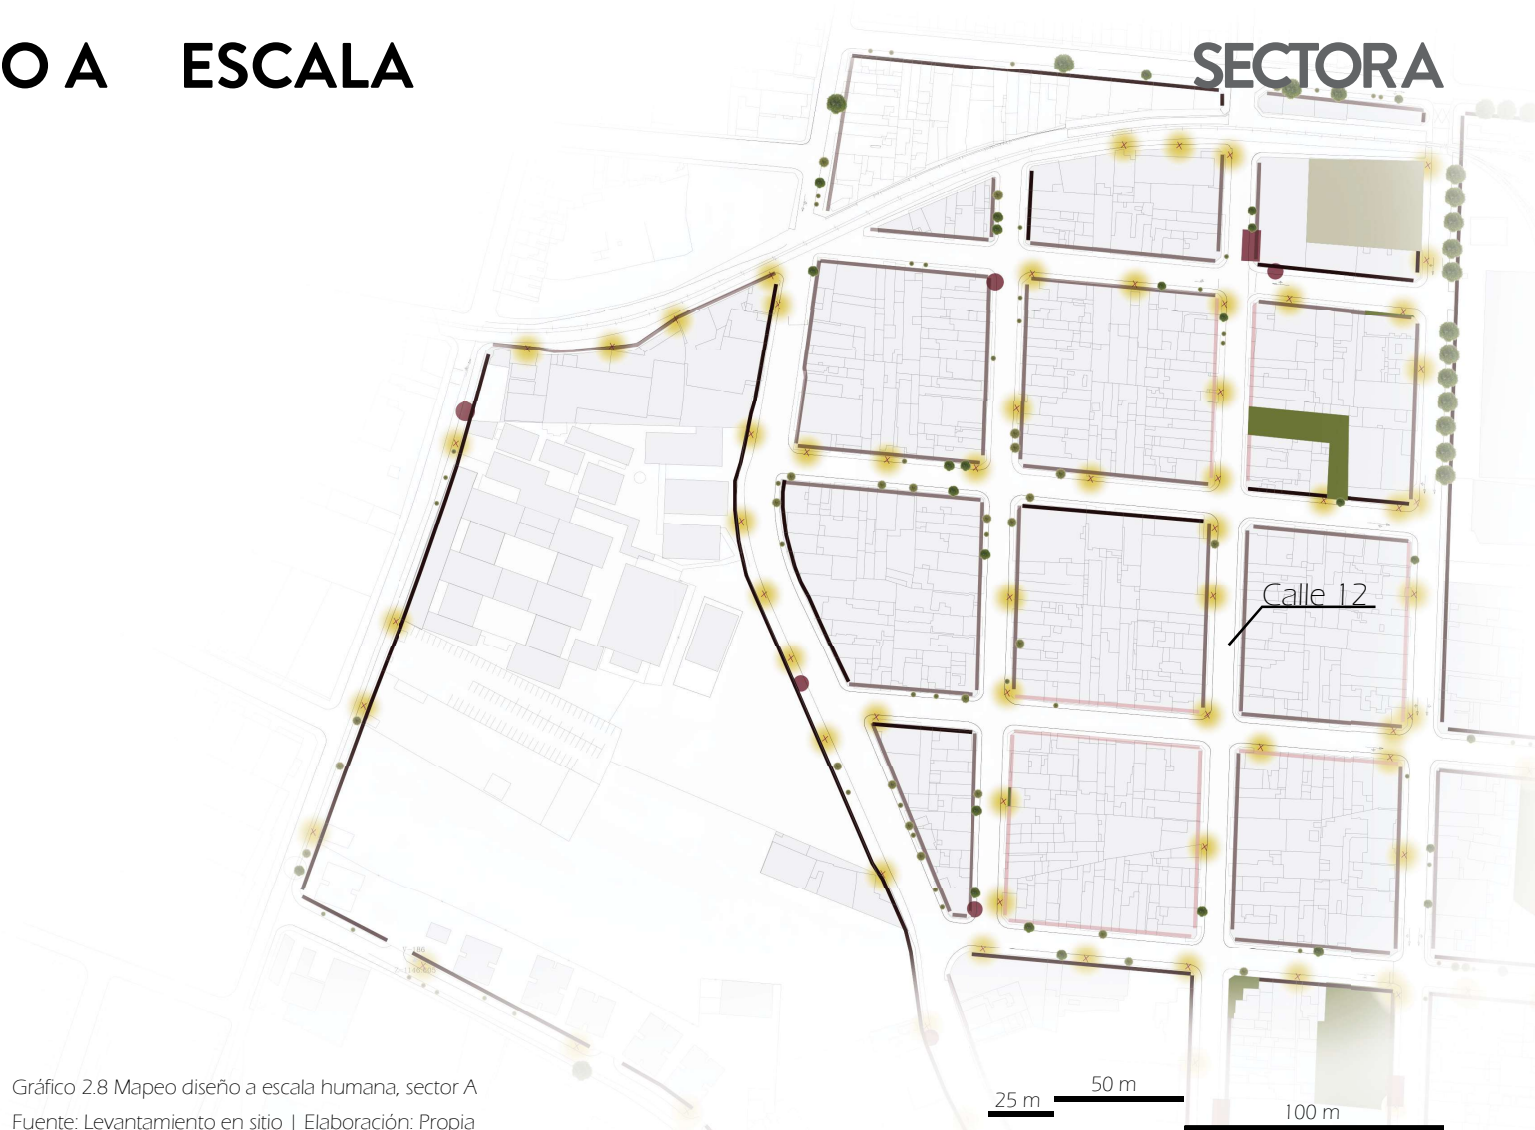 O A ESCALA
SECTOR A
Calle 12
Gráfico 2.8 Mapeo diseño a escala humana, sector A
Fuente: Levantamiento en sitio | Elaboración: Propia
25 m
50 m
100 m